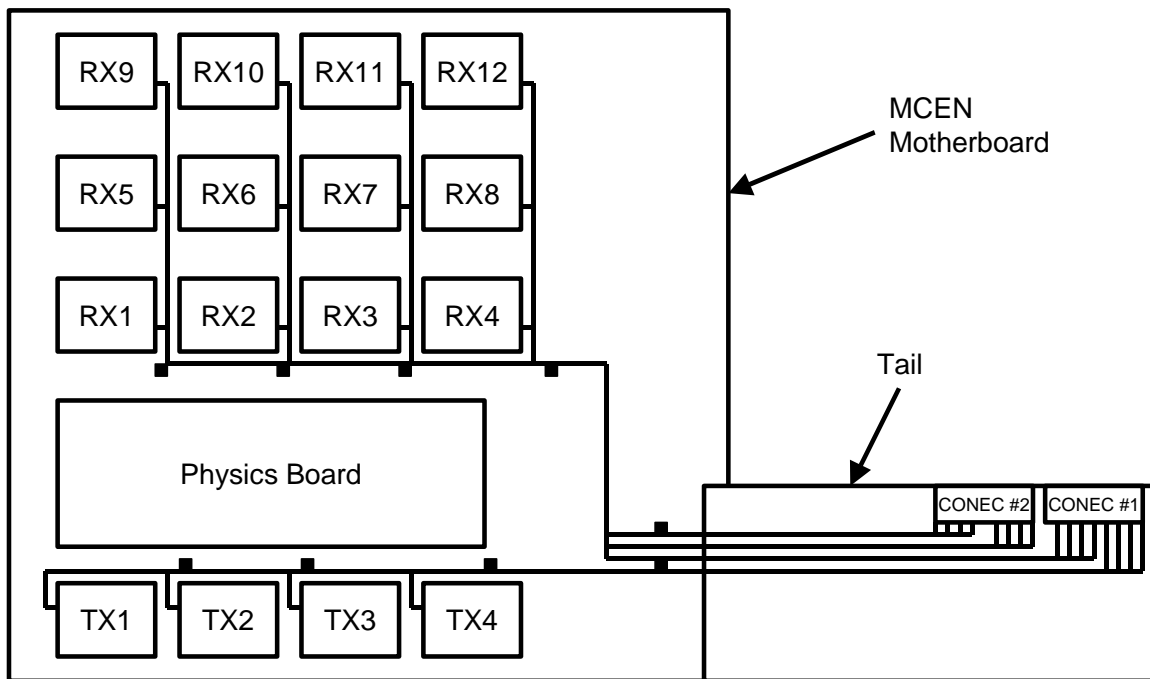 RX9
RX10
RX11
RX12
MCEN
Motherboard
RX5
RX6
RX7
RX8
RX1
RX2
RX3
RX4
Tail
Physics Board
CONEC #2
CONEC #1
TX1
TX2
TX3
TX4